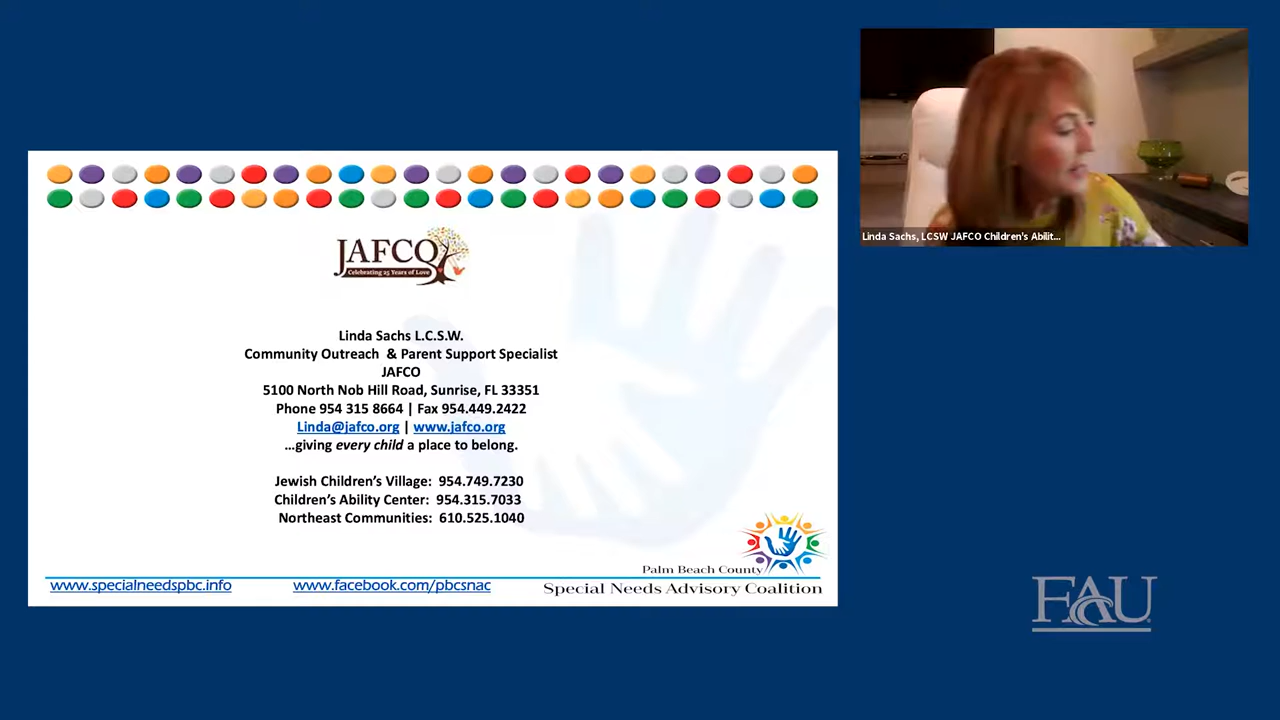 Linda Sachs, LCSW JAFCO Children's Abilit...
JAFCO
Celebrating 25 Years of Love
Linda Sachs L.C.S.W.
Community Outreach & Parent Support Specialist
JAFCO
5100 North Nob Hill Road, Sunrise, FL 33351
Phone 954 315 8664 | Fax 954.449.2422
Linda@jafco.org | www.jafco.org
...giving every child a place to belong.
Jewish Children's Village: 954.749.7230
Children's Ability Center: 954.315.7033
Northeast Communities: 610.525.1040
Palm Beach County
Special Needs Advisory Coalition
www.specialneedspbc.info
www.facebook.com/pbcsnac
FAU